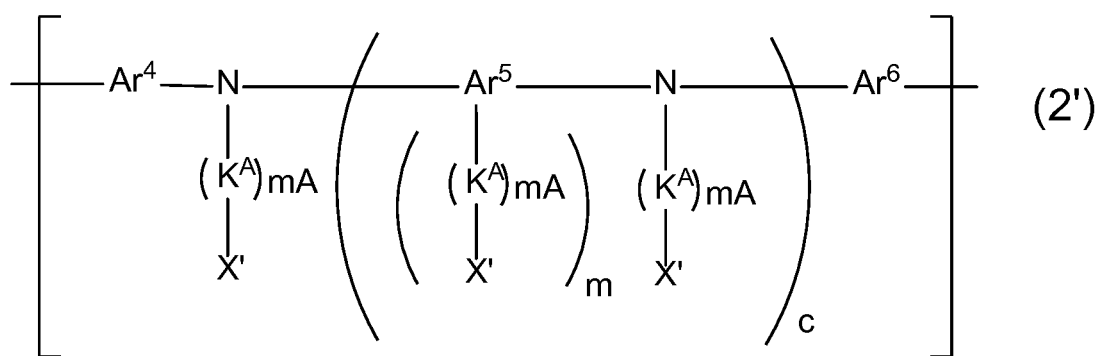 Ar⁴ N Ar⁵ N Ar⁶ (2')
(Kᴬ)mA (Kᴬ)mA (Kᴬ)mA
X' X' m X'
c